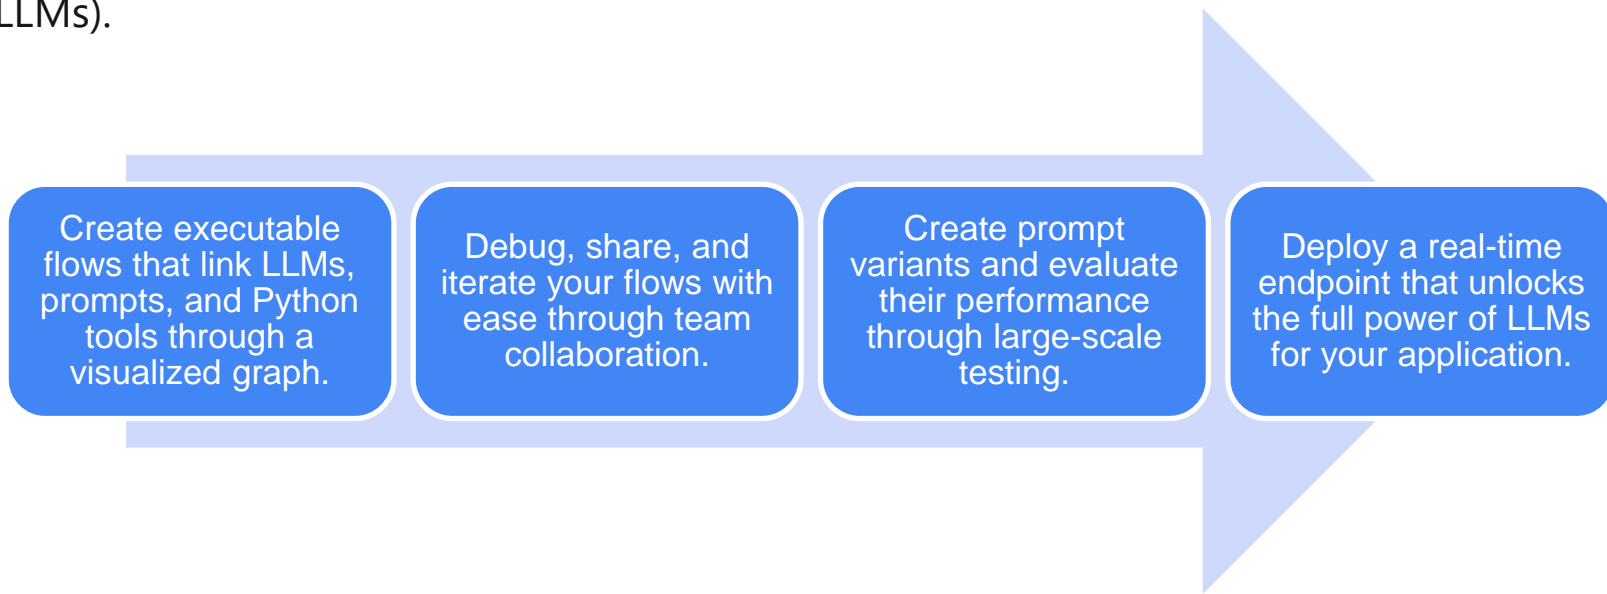 LLMs).
Create executable
flows that link LLMs,
prompts, and Python
tools through a
visualized graph.
Debug, share, and
iterate your flows with
ease through team
collaboration.
Create prompt
variants and evaluate
their performance
through large-scale
testing.
Deploy a real-time
endpoint that unlocks
the full power of LLMs
for your application.